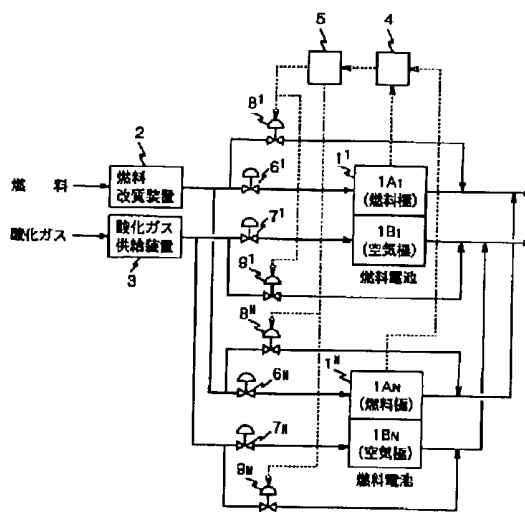 5
4
8¹
2
燃料
燃料
改質装置
6¹
1¹
1A₁
(燃料極)
酸化ガス
酸化ガス
供給装置
3
7¹
1B₁
(空気極)
燃料電池
9¹
8ᴺ
6ᴺ
1ᴺ
1Aɴ
(燃料極)
7ᴺ
1Bɴ
(空気極)
燃料電池
9ᴺ